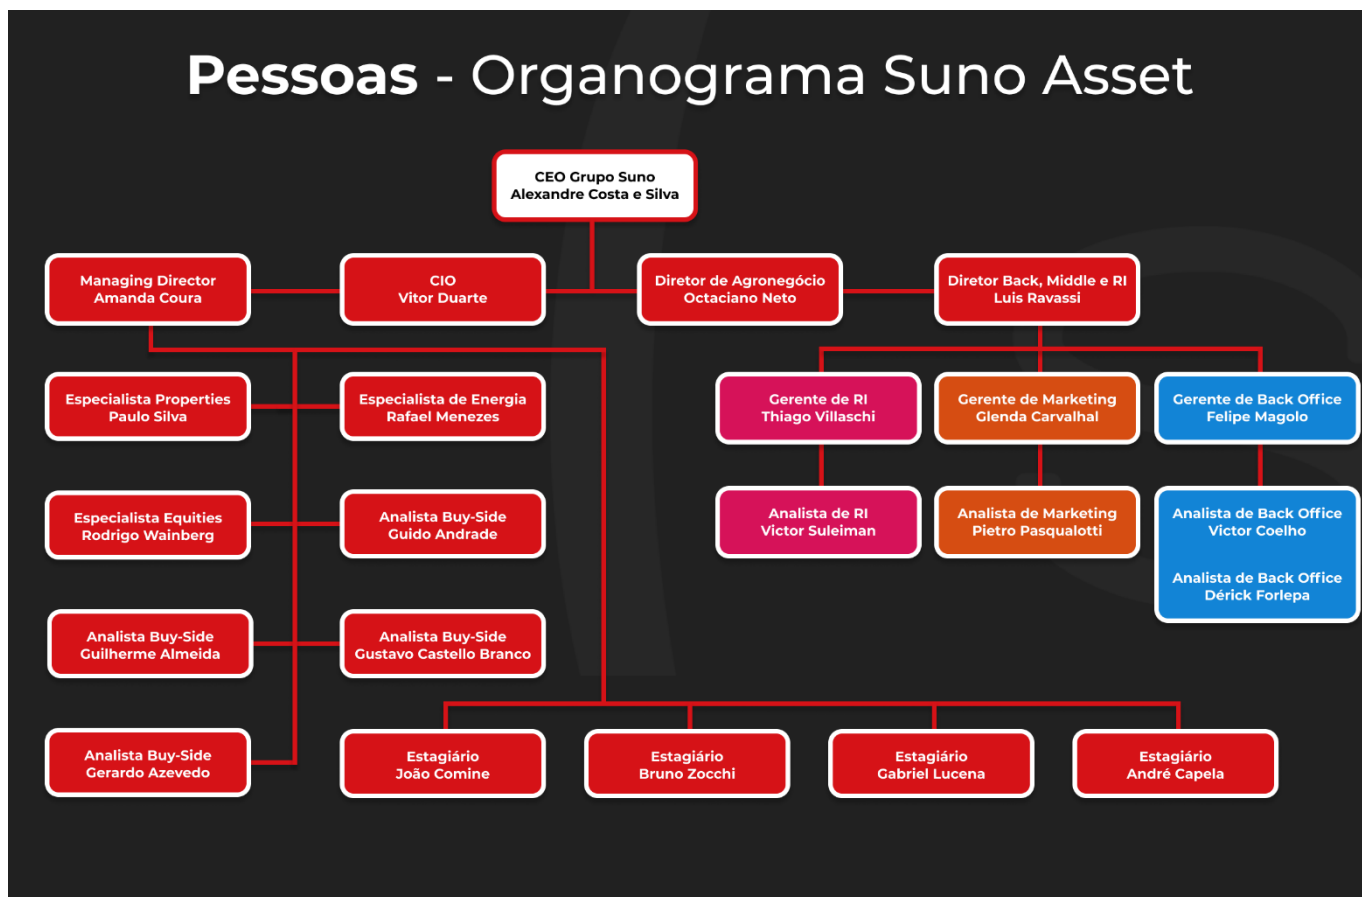 Pessoas - Organograma Suno Asset
CEO Grupo Suno
Alexandre Costa e Silva
Managing Director
Amanda Coura
CIO
Vitor Duarte
Diretor de Agronegócio
Octaciano Neto
Diretor Back, Middle e RI
Luis Ravassi
Especialista Properties
Paulo Silva
Especialista de Energia
Rafael Menezes
Gerente de RI
Thiago Villaschi
Gerente de Marketing
Glenda Carvalhal
Gerente de Back Office
Felipe Magolo
Especialista Equities
Rodrigo Wainberg
Analista Buy-Side
Guido Andrade
Analista de RI
Victor Suleiman
Analista de Marketing
Pietro Pasqualotti
Analista de Back Office
Victor Coelho
Analista de Back Office
Dérick Forlepa
Analista Buy-Side
Guilherme Almeida
Analista Buy-Side
Gustavo Castello Branco
Analista Buy-Side
Gerardo Azevedo
Estagiário
João Comine
Estagiário
Bruno Zocchi
Estagiário
Gabriel Lucena
Estagiário
André Capela